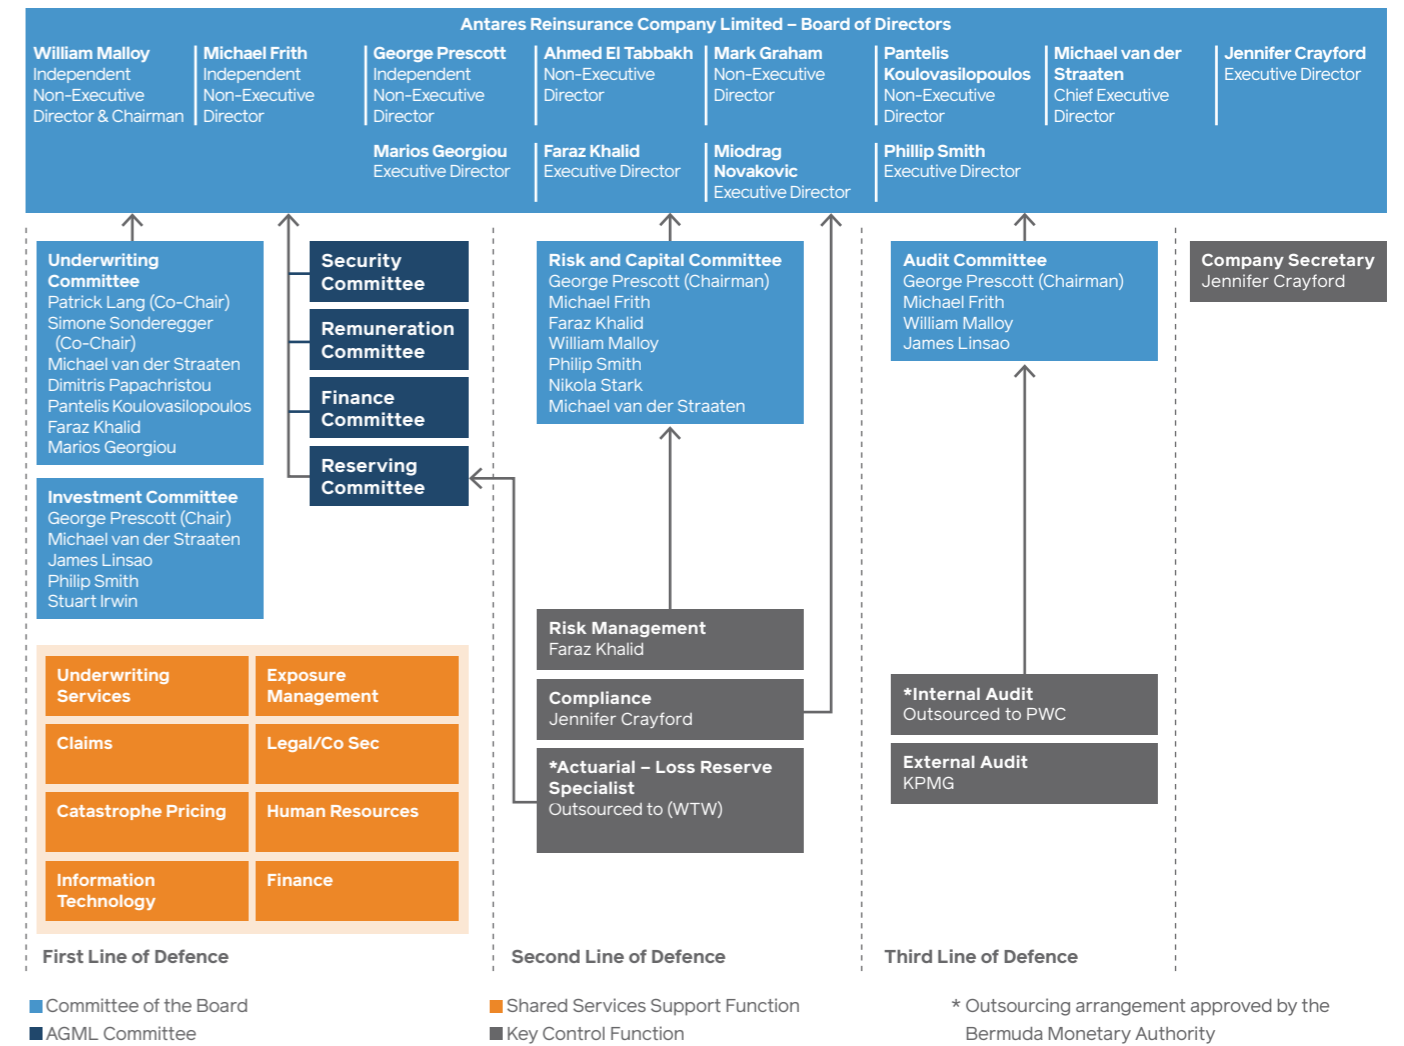 Antares Reinsurance Company Limited – Board of Directors
William Malloy
Independent
Non-Executive
Director & Chairman
Michael Frith
Independent
Non-Executive
Director
George Prescott
Independent
Non-Executive
Director
Ahmed El Tabbakh
Non-Executive
Director
Mark Graham
Non-Executive
Director
Pantelis
Koulovasilopoulos
Non-Executive
Director
Michael van der
Straaten
Chief Executive
Director
Jennifer Crayford
Executive Director
Marios Georgiou
Executive Director
Faraz Khalid
Executive Director
Miodrag
Novakovic
Executive Director
Phillip Smith
Executive Director
Underwriting
Committee
Patrick Lang (Co-Chair)
Simone Sonderegger
(Co-Chair)
Michael van der Straaten
Dimitris Papachristou
Pantelis Koulovasilopoulos
Faraz Khalid
Marios Georgiou
Investment Committee
George Prescott (Chair)
Michael van der Straaten
James Linsao
Philip Smith
Stuart Irwin
Security
Committee
Remuneration
Committee
Finance
Committee
Reserving
Committee
Underwriting
Services
Exposure
Management
Claims
Legal/Co Sec
Catastrophe Pricing
Human Resources
Information
Technology
Finance
First Line of Defence
Risk and Capital Committee
George Prescott (Chairman)
Michael Frith
Faraz Khalid
William Malloy
Philip Smith
Nikola Stark
Michael van der Straaten
Risk Management
Faraz Khalid
Compliance
Jennifer Crayford
*Actuarial – Loss Reserve
Specialist
Outsourced to (WTW)
Second Line of Defence
Audit Committee
George Prescott (Chairman)
Michael Frith
William Malloy
James Linsao
*Internal Audit
Outsourced to PWC
External Audit
KPMG
Third Line of Defence
Company Secretary
Jennifer Crayford
Committee of the Board
AGML Committee
Shared Services Support Function
Key Control Function
* Outsourcing arrangement approved by the
Bermuda Monetary Authority